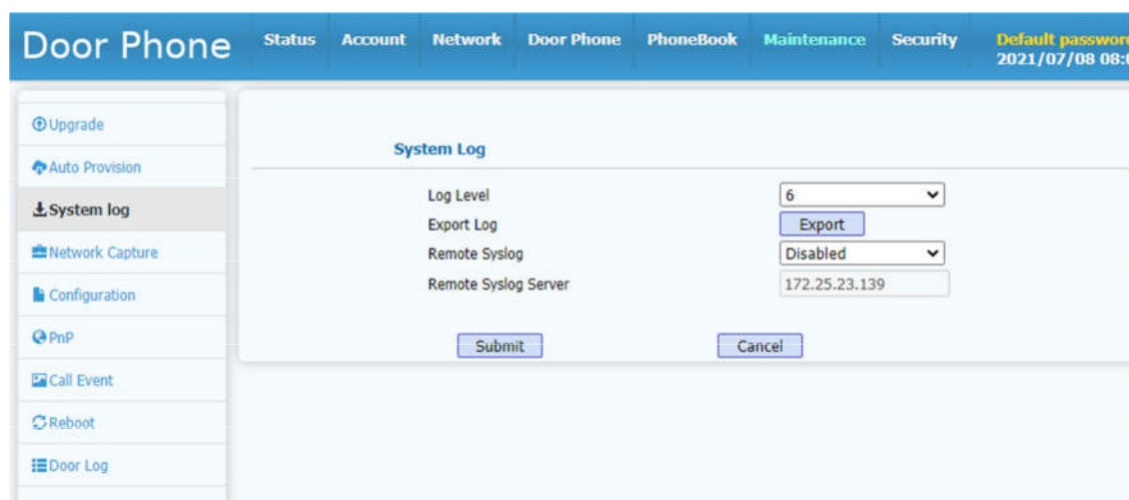 Door Phone
Status Account Network Door Phone PhoneBook Maintenance Security
Default password
2021/07/08 08:
Upgrade
Auto Provision
System log
Network Capture
Configuration
PnP
Call Event
Reboot
Door Log
System Log
Log Level 6
Export Log Export
Remote Syslog Disabled
Remote Syslog Server 172.25.23.139
Submit Cancel